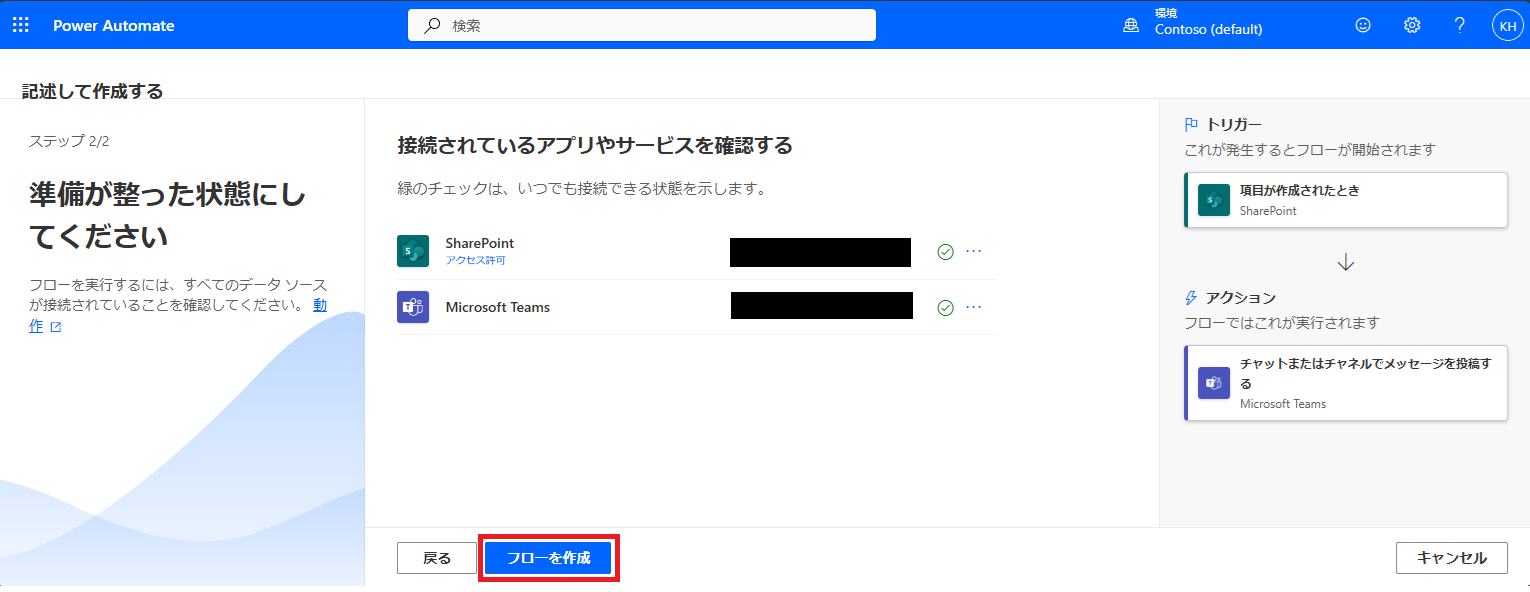 Power Automate
検索
環境
Contoso (default)
?
KH
記述して作成する
ステップ 2/2
準備が整った状態にし
てください
フローを実行するには、すべてのデータ ソース
が接続されていることを確認してください。 動
作
接続されているアプリやサービスを確認する
緑のチェックは、いつでも接続できる状態を示します。
SharePoint
アクセス許可
Microsoft Teams
トリガー
これが発生するとフローが開始されます
項目が作成されたとき
SharePoint
アクション
フローではこれが実行されます
チャットまたはチャネルでメッセージを投稿す
る
Microsoft Teams
戻る
フローを作成
キャンセル